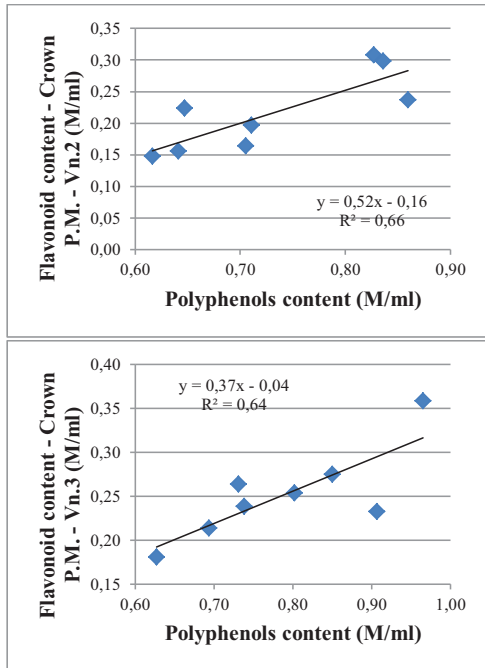 Flavonoid content - Crown
P.M. - Vn.2 (M/ml)
0,35
0,30
0,25
0,20
0,15
0,10
0,05
0,00
y = 0,52x - 0,16
R² = 0,66
0,60 0,70 0,80 0,90
Polyphenols content (M/ml)
Flavonoid content - Crown
P.M. - Vn.3 (M/ml)
0,40
0,35
0,30
0,25
0,20
0,15
y = 0,37x - 0,04
R² = 0,64
0,60 0,70 0,80 0,90 1,00
Polyphenols content (M/ml)